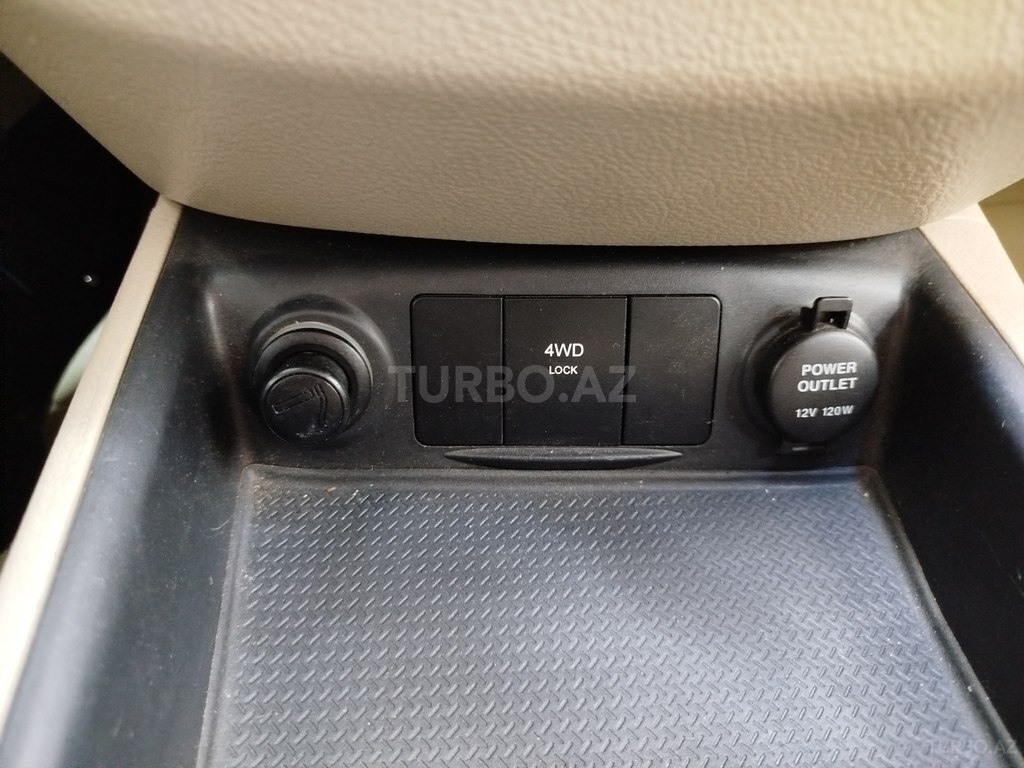 4WD
LOCK
TURBO.AZ
POWER
OUTLET
12V 120W
TURBO.AZ